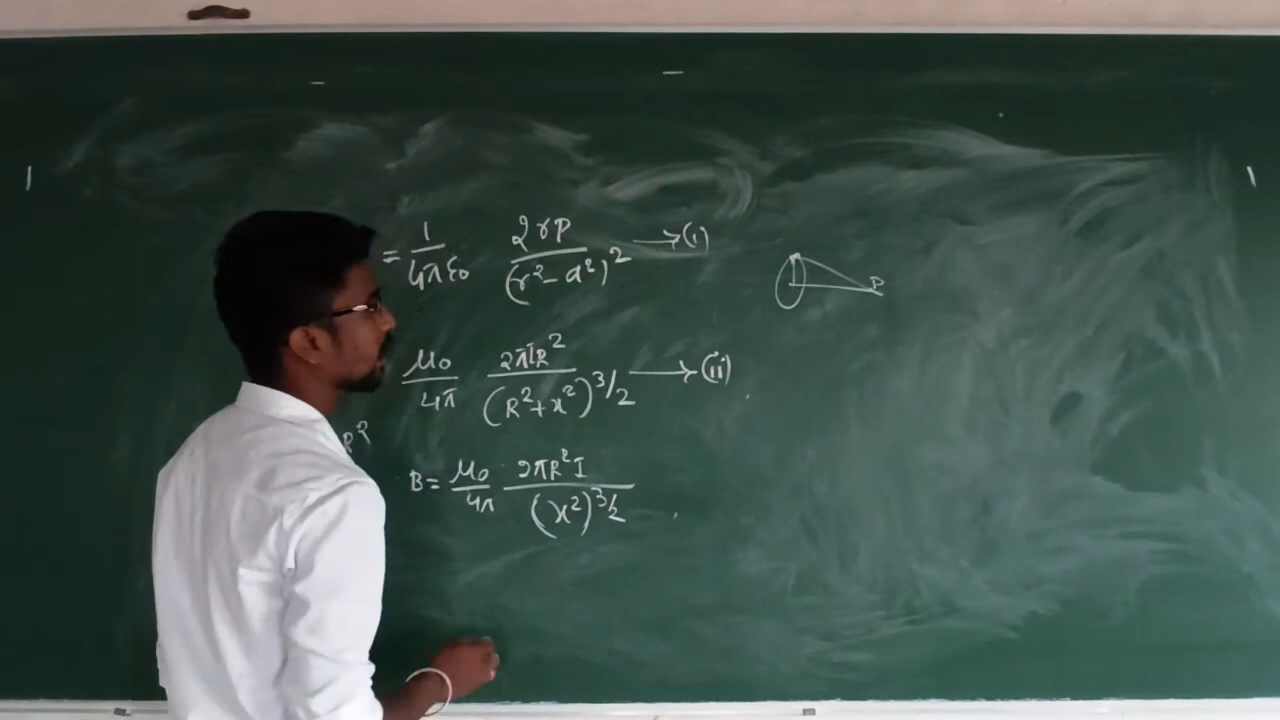 = 1/4πε₀ 2rP/(r²-a²)² →(i)
P
μ₀/4π 2πIR²/(R²+x²)^3/2 →(ii)
R²
B = μ₀/4π 2πR²I/(x²)^3/2